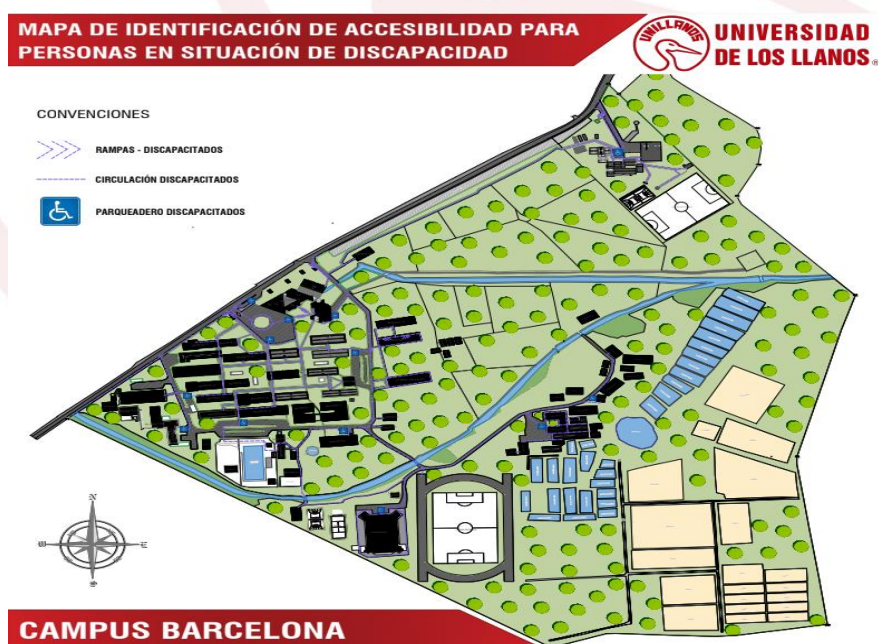 MAPA DE IDENTIFICACIÓN DE ACCESIBILIDAD PARA
PERSONAS EN SITUACIÓN DE DISCAPACIDAD
UNILLANOS
UNIVERSIDAD
DE LOS LLANOS
CONVENCIONES
RAMPAS - DISCAPACITADOS
CIRCULACIÓN DISCAPACITADOS
PARQUEADERO DISCAPACITADOS
N
CAMPUS BARCELONA